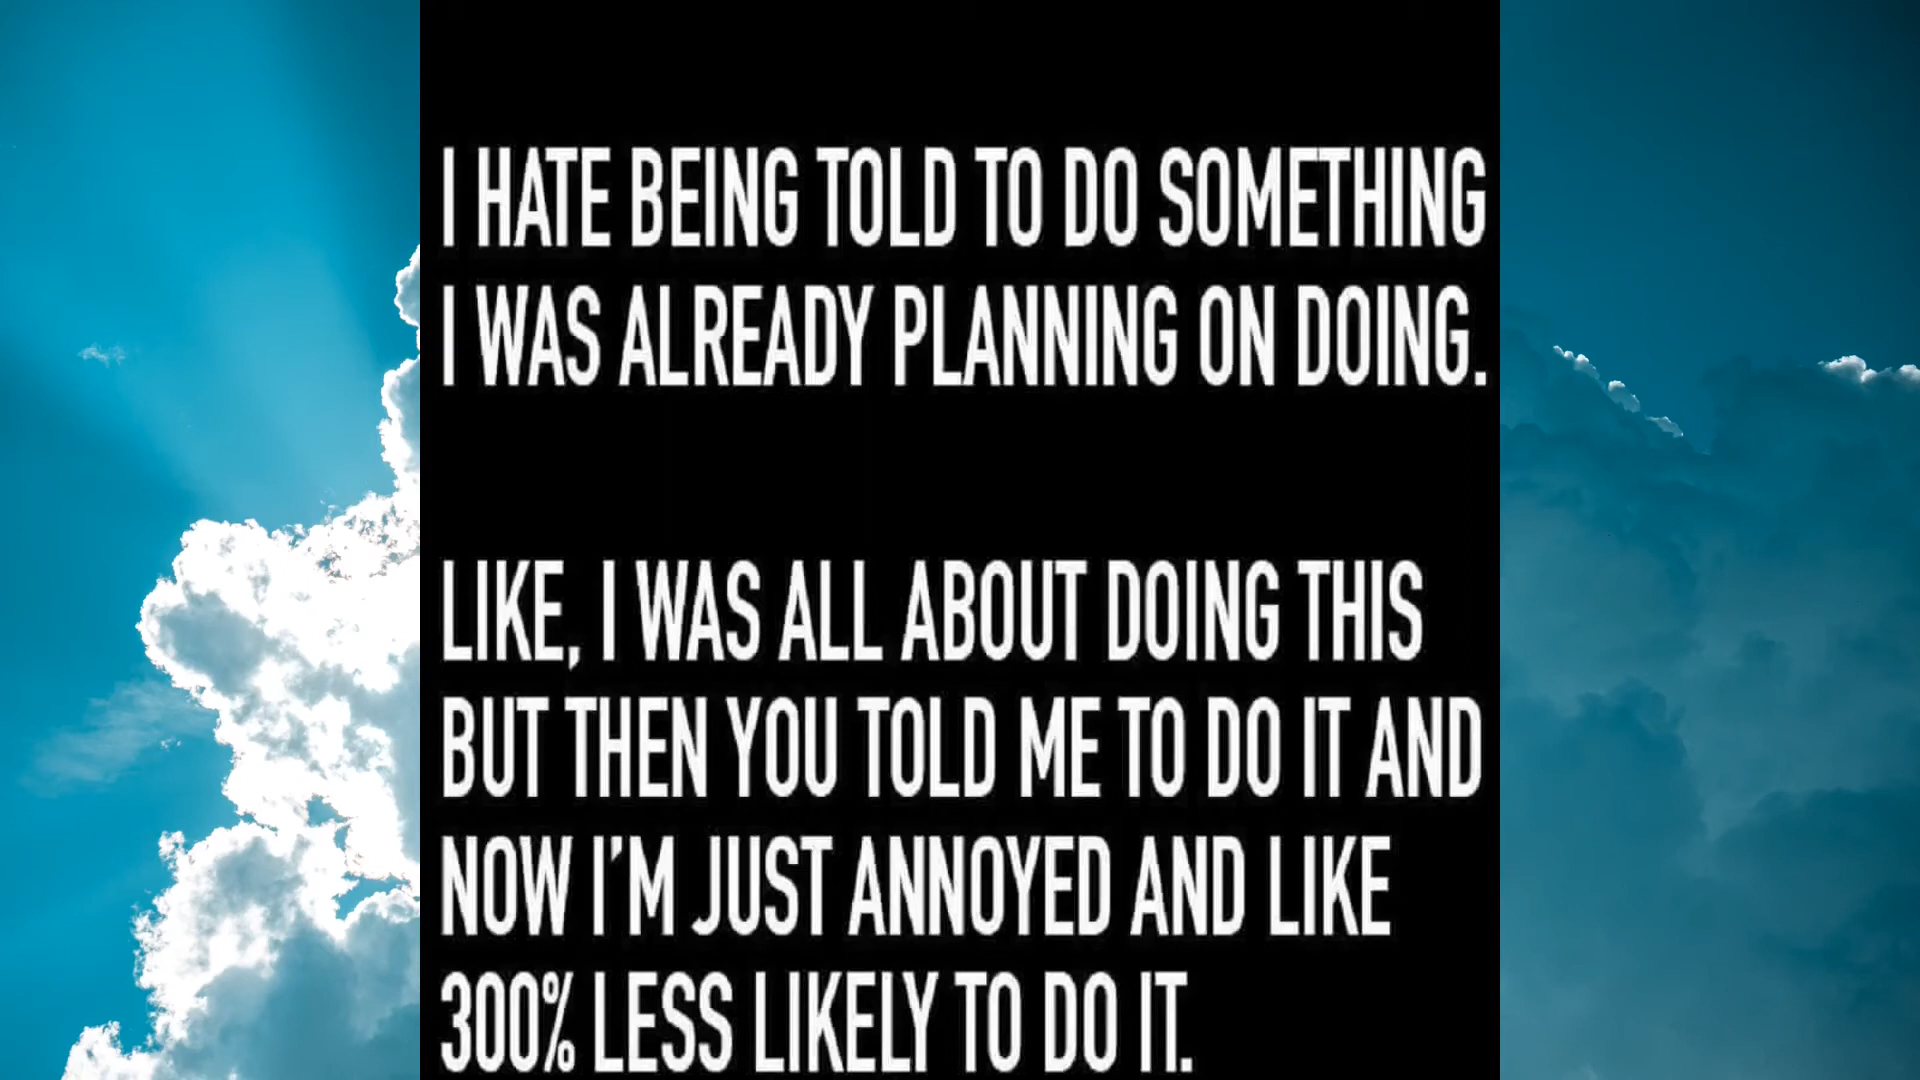 I HATE BEING TOLD TO DO SOMETHING
I WAS ALREADY PLANNING ON DOING.
LIKE, I WAS ALL ABOUT DOING THIS
BUT THEN YOU TOLD ME TO DO IT AND
NOW I'M JUST ANNOYED AND LIKE
300% LESS LIKELY TO DO IT.